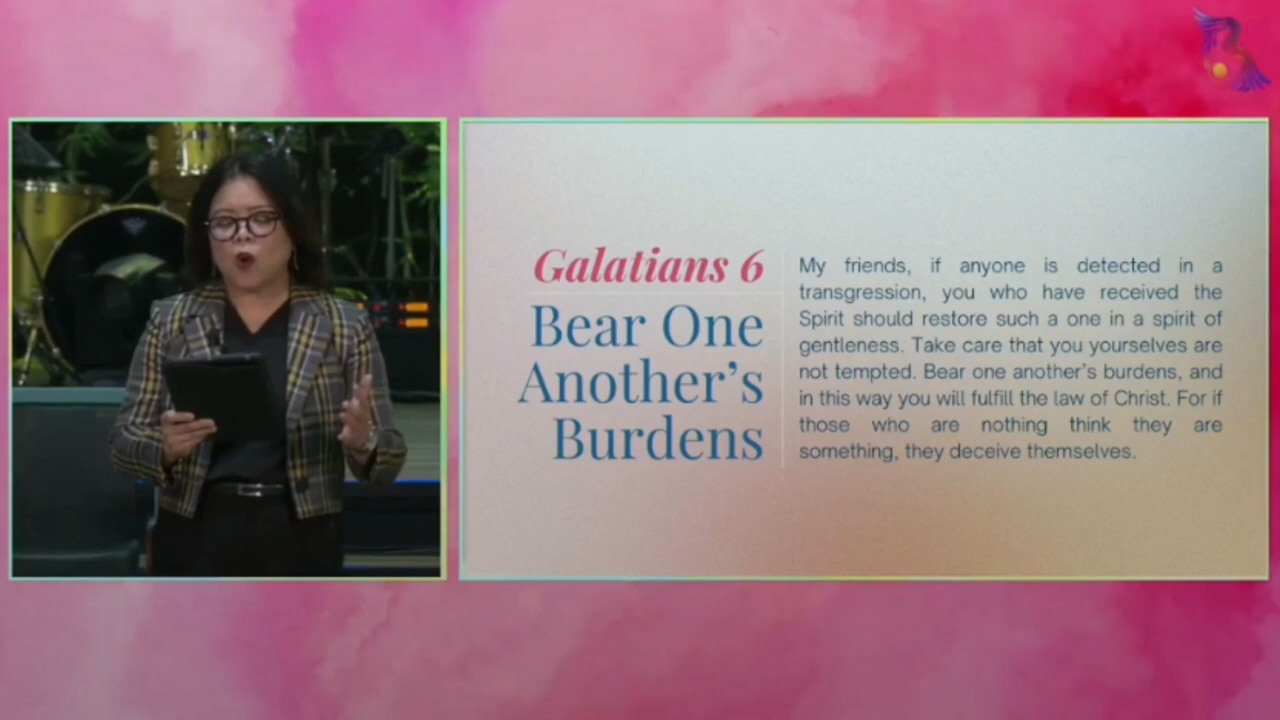 Galatians 6
Bear One
Another's
Burdens
My friends, if anyone is detected in a
transgression, you who have received the
Spirit should restore such a one in a spirit of
gentleness. Take care that you yourselves are
not tempted. Bear one another's burdens, and
in this way you will fulfill the law of Christ. For if
those who are nothing think they are
something, they deceive themselves.